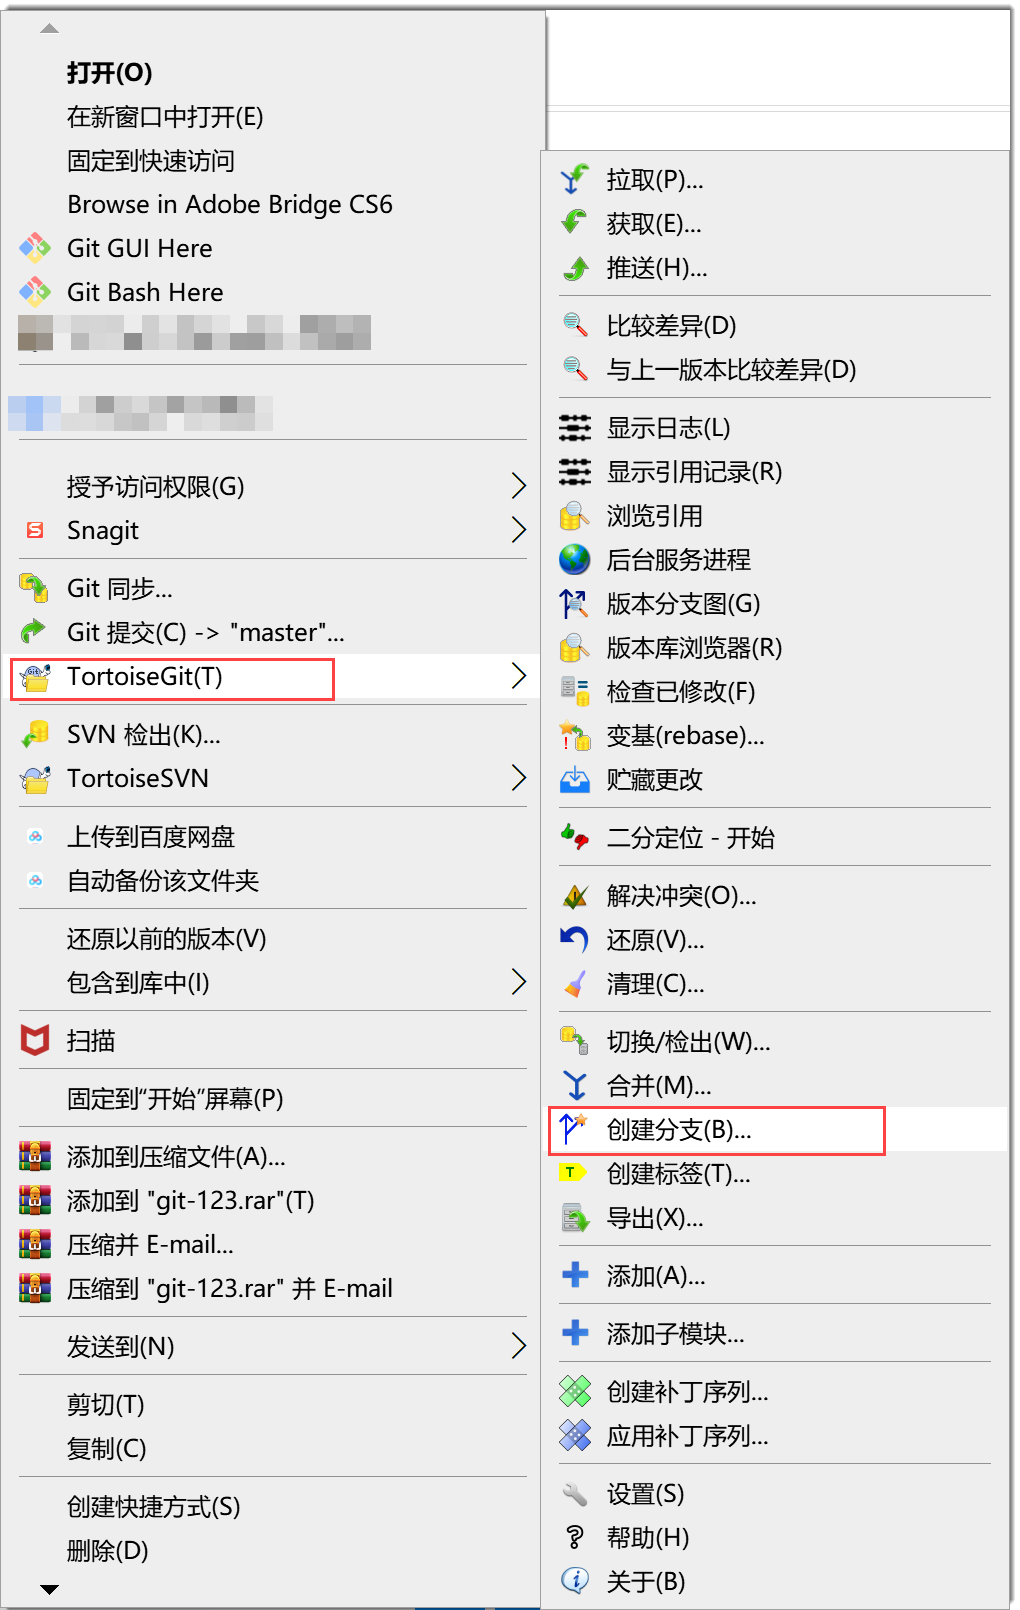 打开(O)
在新窗口中打开(E)
固定到快速访问
Browse in Adobe Bridge CS6
Git GUI Here
Git Bash Here
授予访问权限(G)
Snagit
Git 同步...
Git 提交(C) -> "master"...
TortoiseGit(T)
SVN 检出(K)...
TortoiseSVN
上传到百度网盘
自动备份该文件夹
还原以前的版本(V)
包含到库中(I)
扫描
固定到“开始”屏幕(P)
添加到压缩文件(A)...
添加到 "git-123.rar"(T)
压缩并 E-mail...
压缩到 "git-123.rar" 并 E-mail
发送到(N)
剪切(T)
复制(C)
创建快捷方式(S)
删除(D)
拉取(P)...
获取(E)...
推送(H)...
比较差异(D)
与上一版本比较差异(D)
显示日志(L)
显示引用记录(R)
浏览引用
后台服务进程
版本分支图(G)
版本库浏览器(R)
检查已修改(F)
变基(rebase)...
贮藏更改
二分定位 - 开始
解决冲突(O)...
还原(V)...
清理(C)...
切换/检出(W)...
合并(M)...
创建分支(B)...
创建标签(T)...
导出(X)...
添加(A)...
添加子模块...
创建补丁序列...
应用补丁序列...
设置(S)
帮助(H)
关于(B)